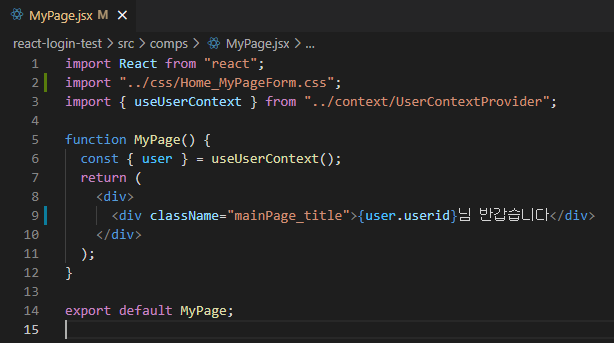 MyPage.jsx M X
react-login-test > src > comps > MyPage.jsx > ...
1 import React from "react";
2 import "../css/Home_MyPageForm.css";
3 import { useUserContext } from "../context/UserContextProvider";
4
5 function MyPage() {
6 const { user } = useUserContext();
7 return (
8 <div>
9 <div className="mainPage_title">{user.userid}님 반갑습니다</div>
10 </div>
11 );
12 }
13
14 export default MyPage;
15